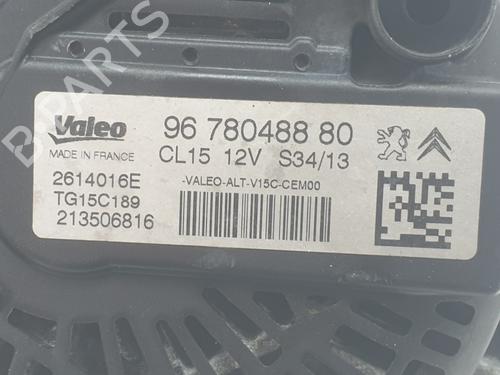 B-PARTS
Valeo
96 780488 80
MADE IN FRANCE
CL15 12V S34/13
2614016E
-VALEO-ALT-V15C-CEM00
TG15C189
213506816